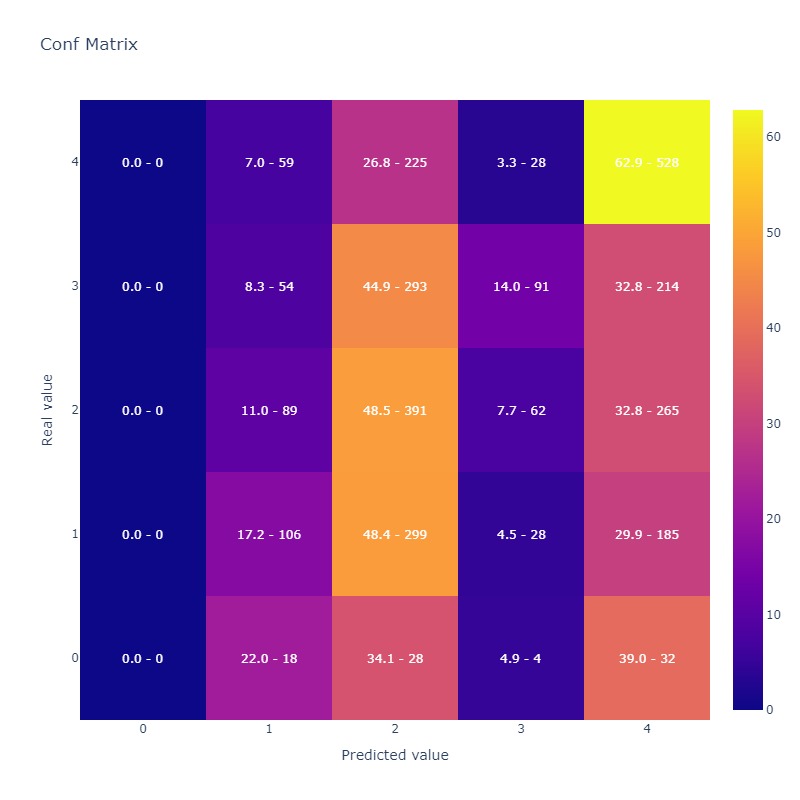 Conf Matrix
60
4 0.0 - 0 7.0 - 59 26.8 - 225 3.3 - 28 62.9 - 528
50
3 0.0 - 0 8.3 - 54 44.9 - 293 14.0 - 91 32.8 - 214
40
Real value
2 0.0 - 0 11.0 - 89 48.5 - 391 7.7 - 62 32.8 - 265
30
20
1 0.0 - 0 17.2 - 106 48.4 - 299 4.5 - 28 29.9 - 185
10
0 0.0 - 0 22.0 - 18 34.1 - 28 4.9 - 4 39.0 - 32
0
0 1 2 3 4
Predicted value